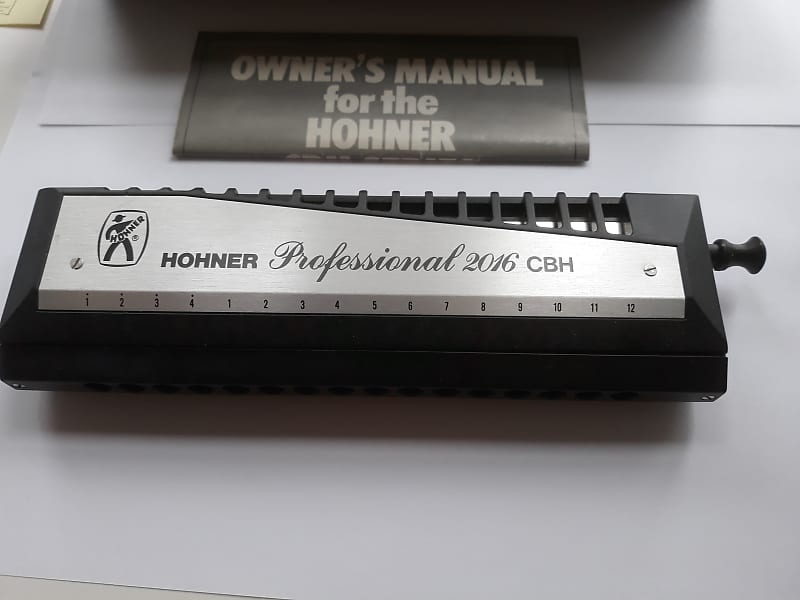 OWNER'S MANUAL
for the
HOHNER
HOHNER
®
HOHNER Professional 2016 CBH
1 2 3 4 1 2 3 4 5 6 7 8 9 10 11 12